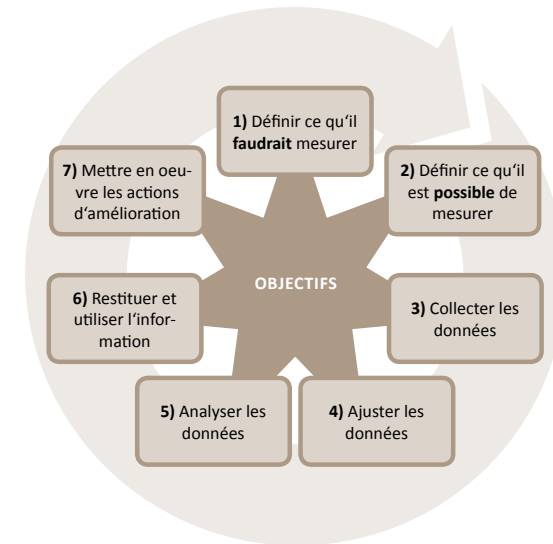 1) Définir ce qu'il
faudrait mesurer
2) Définir ce qu'il
est possible de
mesurer
3) Collecter les
données
4) Ajuster les
données
5) Analyser les
données
6) Restituer et
utiliser l'infor-
mation
7) Mettre en oeu-
vre les actions
d'amélioration
OBJECTIFS